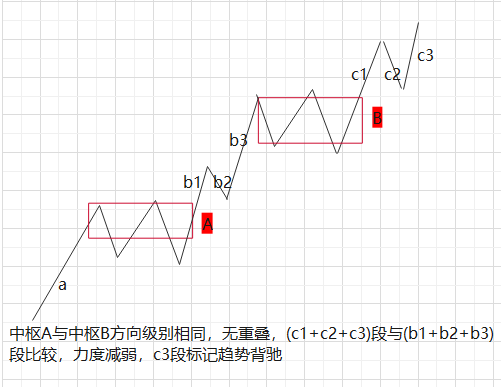 c3
c1 c2
B
b3
b1 b2
A
a
中枢A与中枢B方向级别相同，无重叠，(c1+c2+c3)段与(b1+b2+b3)
段比较，力度减弱，c3段标记趋势背驰